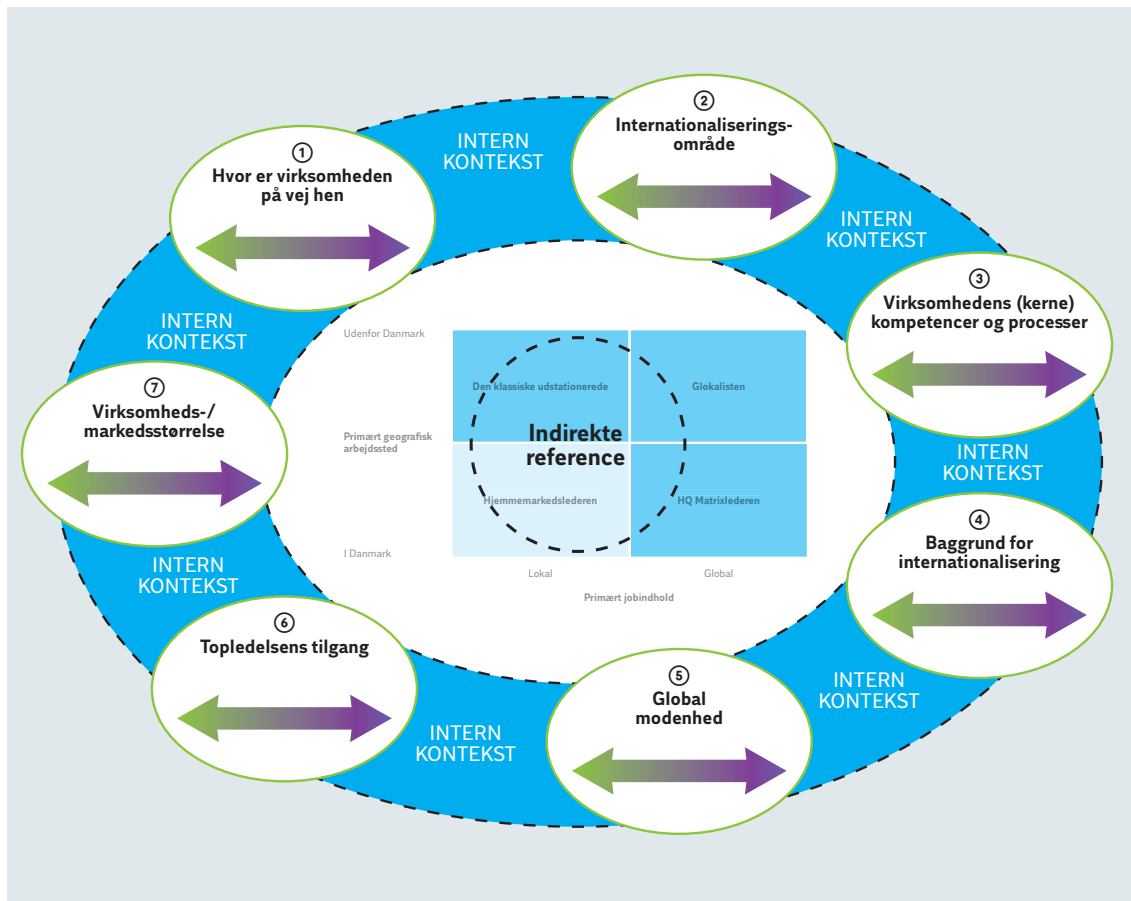 ①
Hvor er virksomheden
på vej hen
INTERN
KONTEKST
②
Internationaliserings-
område
INTERN
KONTEKST
③
Virksomhedens (kerne)
kompetencer og processer
INTERN
KONTEKST
④
Baggrund for
internationalisering
INTERN
KONTEKST
⑤
Global
modenhed
INTERN
KONTEKST
⑥
Topledelsens tilgang
INTERN
KONTEKST
⑦
Virksomheds-/
markedsstørrelse
INTERN
KONTEKST
Udenfor Danmark
Primært geografisk
arbejdssted
I Danmark
Den klassiske udstationerede
Glokalisten
Indirekte
reference
Hjemmemarkedslederen
HQ Matrixlederen
Lokal
Global
Primært jobindhold